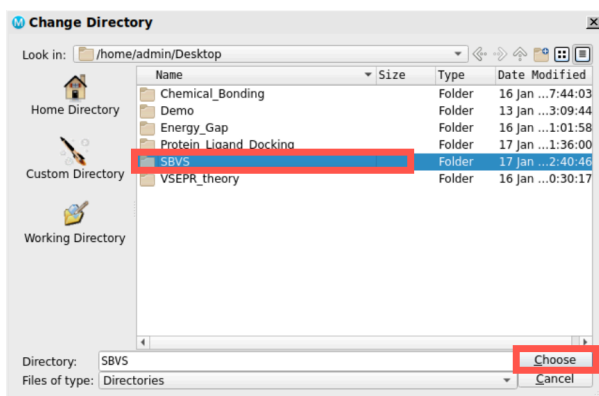 Change Directory
Look in: /home/admin/Desktop
Name Size Type Date Modified
Home Directory
Custom Directory
Working Directory
Chemical_Bonding Folder 16 Jan ...7:44:03
Demo Folder 13 Jan ...3:09:44
Energy_Gap Folder 16 Jan ...1:01:58
Protein_Ligand_Docking Folder 17 Jan ...1:36:00
SBVS Folder 17 Jan ...2:40:46
VSEPR_theory Folder 16 Jan ...0:30:17
Directory: SBVS Choose
Files of type: Directories Cancel